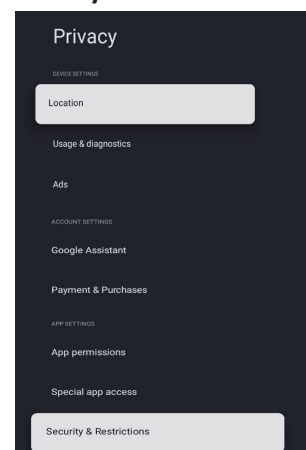 Privacy
DEVICE SETTINGS
Location
Usage & diagnostics
Ads
ACCOUNT SETTINGS
Google Assistant
Payment & Purchases
APP SETTINGS
App permissions
Special app access
Security & Restrictions